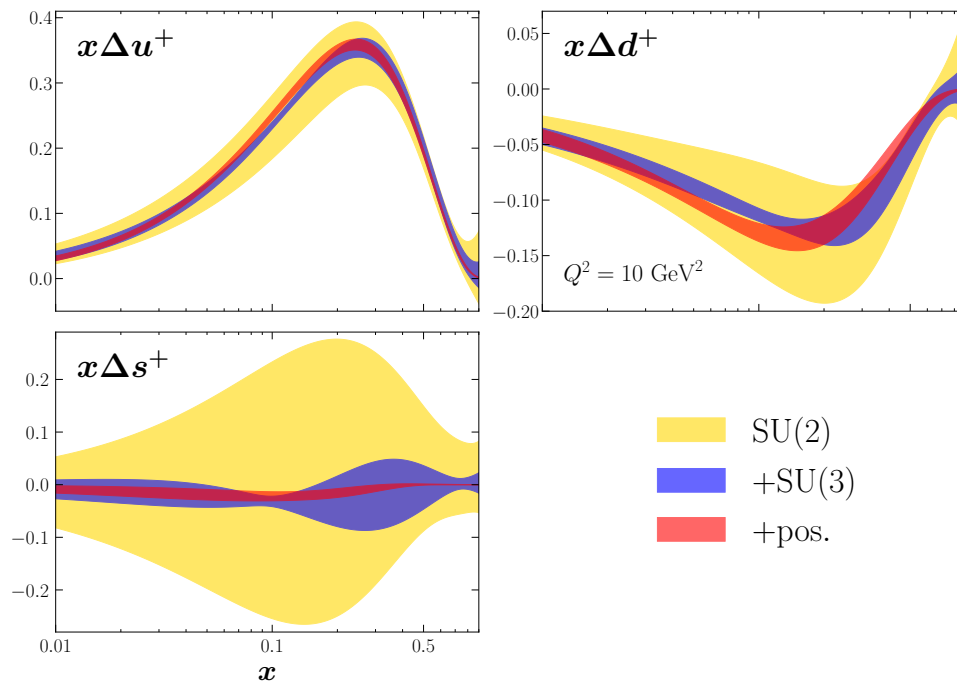 xΔu⁺
0.4
0.3
0.2
0.1
0.0
xΔd⁺
0.05
0.00
−0.05
−0.10
−0.15
−0.20
Q² = 10 GeV²
xΔs⁺
0.2
0.1
0.0
−0.1
−0.2
0.01
0.1
0.5
x
SU(2)
+SU(3)
+pos.